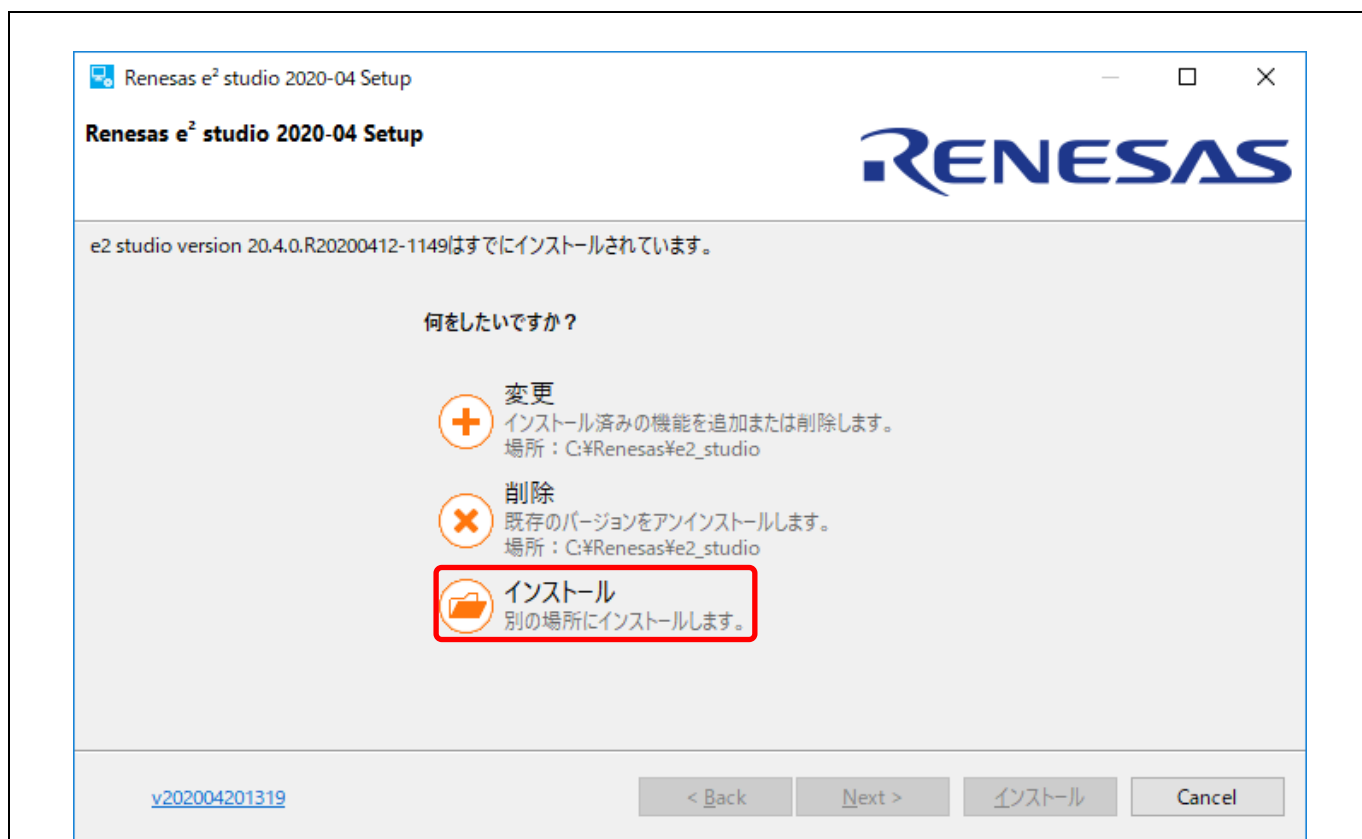 Renesas e² studio 2020-04 Setup
Renesas e² studio 2020-04 Setup
RENESAS
e2 studio version 20.4.0.R20200412-1149はすでにインストールされています。
何をしたいですか？
変更
インストール済みの機能を追加または削除します。
場所：C:¥Renesas¥e2_studio
削除
既存のバージョンをアンインストールします。
場所：C:¥Renesas¥e2_studio
インストール
別の場所にインストールします。
v202004201319
< Back
Next >
インストール
Cancel